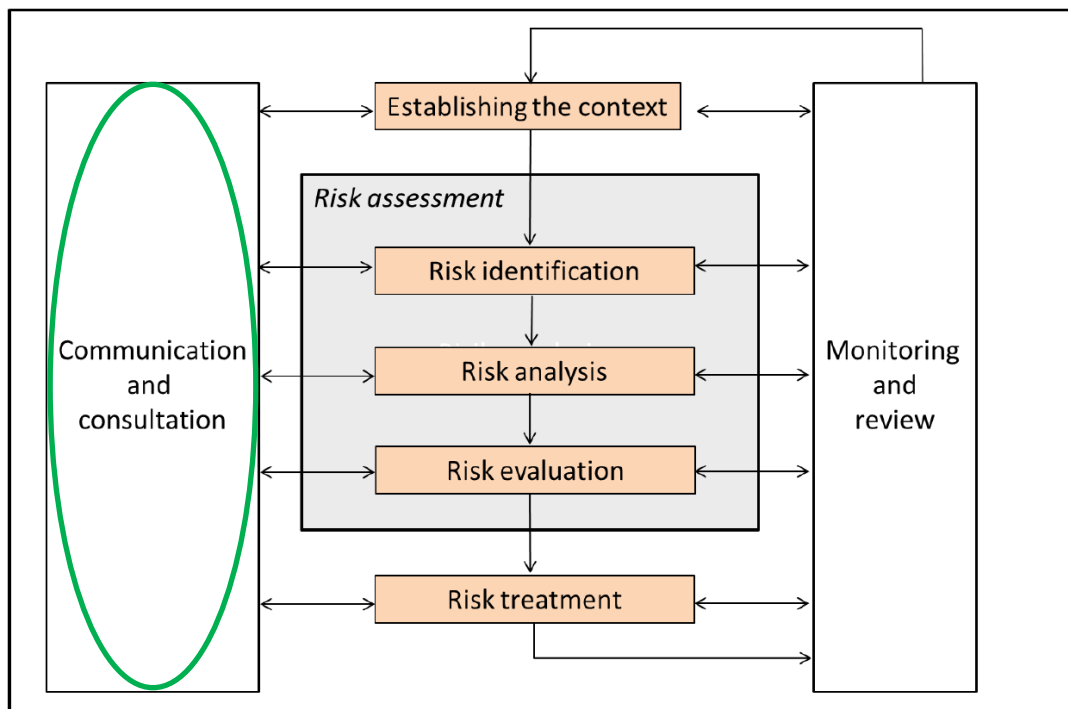 Establishing the context
Risk assessment
Risk identification
Communication
and
consultation
Risk analysis
Monitoring
and
review
Risk evaluation
Risk treatment